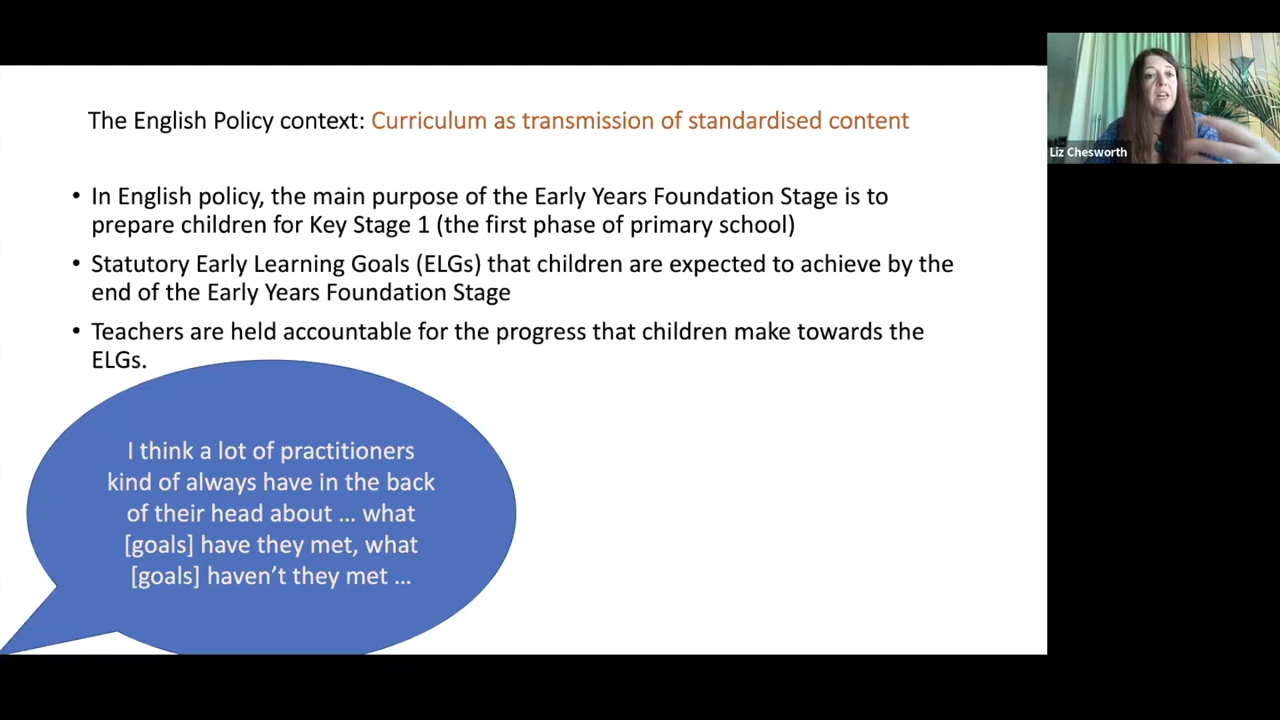 The English Policy context: Curriculum as transmission of standardised content
• In English policy, the main purpose of the Early Years Foundation Stage is to
prepare children for Key Stage 1 (the first phase of primary school)
• Statutory Early Learning Goals (ELGs) that children are expected to achieve by the
end of the Early Years Foundation Stage
• Teachers are held accountable for the progress that children make towards the
ELGs.
I think a lot of practitioners
kind of always have in the back
of their head about … what
[goals] have they met, what
[goals] haven’t they met …
Liz Chesworth